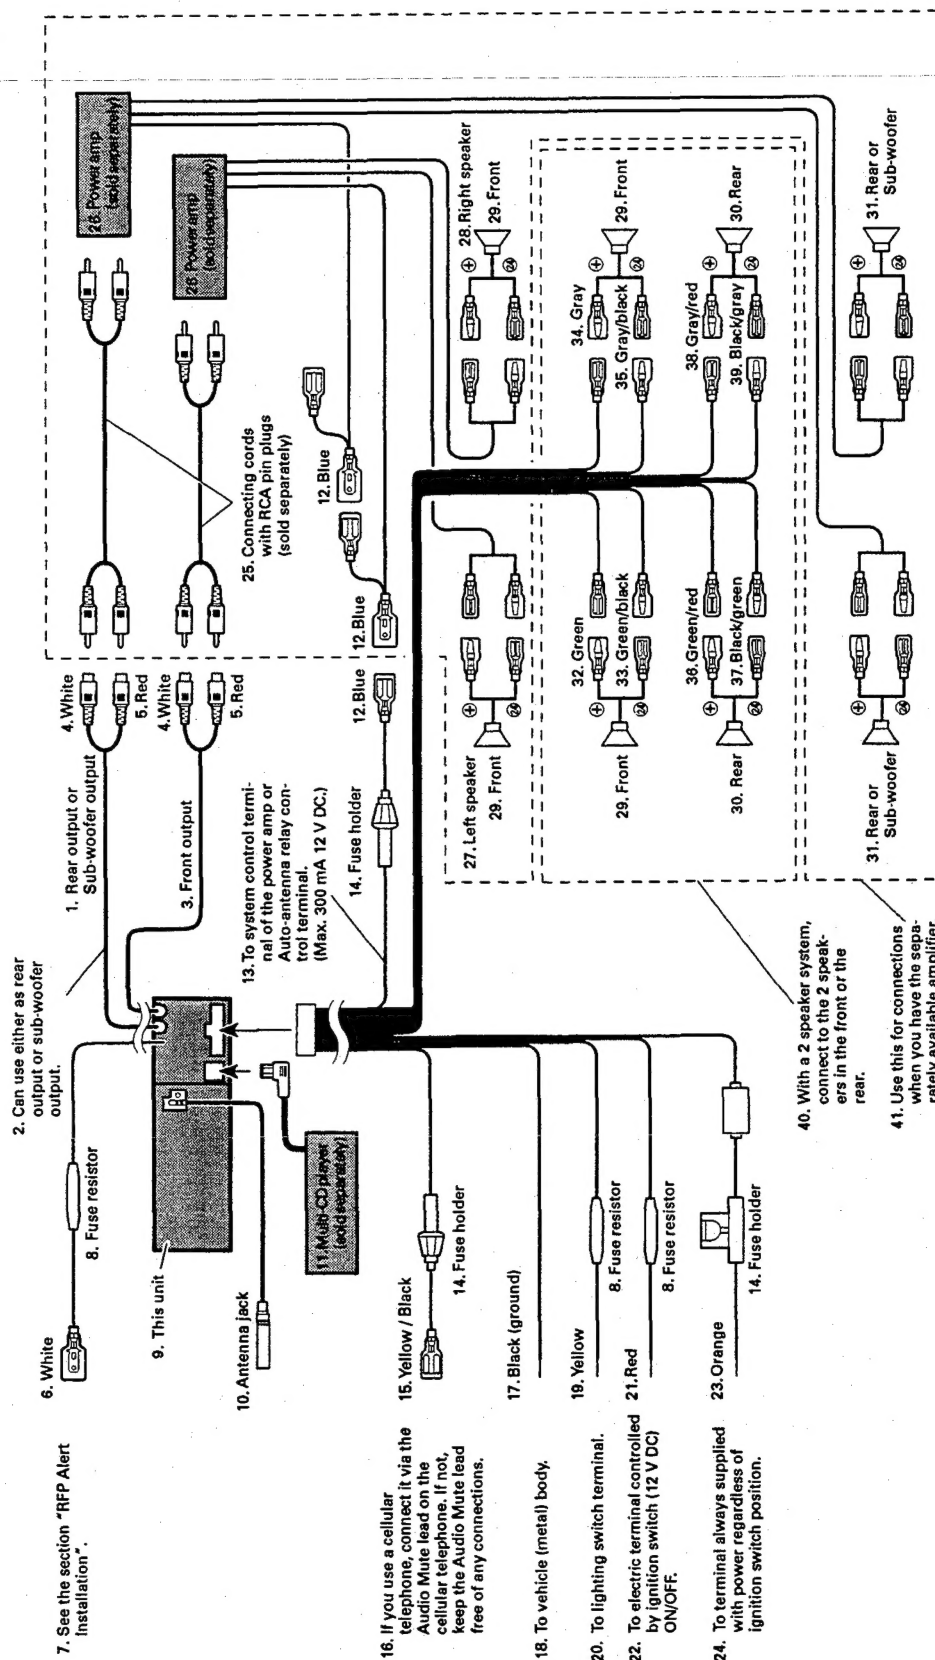 1. Rear output or
Sub-woofer output
2. Can use either as rear
output or sub-woofer
output.
3. Front output
4. White
5. Red
4. White
5. Red
6. White
7. See the section "RFP Alert
Installation".
8. Fuse resistor
9. This unit
10. Antenna jack
11. Multi-CD player
(sold separately)
12. Blue
12. Blue
12. Blue
13. To system control termi-
nal of the power amp or
Auto-antenna relay con-
trol terminal.
(Max. 300 mA 12 V DC.)
14. Fuse holder
15. Yellow / Black
14. Fuse holder
16. If you use a cellular
telephone, connect it via the
Audio Mute lead on the
cellular telephone. If not,
keep the Audio Mute lead
free of any connections.
17. Black (ground)
18. To vehicle (metal) body.
19. Yellow
8. Fuse resistor
20. To lighting switch terminal.
21. Red
8. Fuse resistor
22. To electric terminal controlled
by ignition switch (12 V DC)
ON/OFF.
23. Orange
14. Fuse holder
24. To terminal always supplied
with power regardless of
ignition switch position.
25. Connecting cords
with RCA pin plugs
(sold separately)
26. Power amp
(sold separately)
26. Power amp
(sold separately)
27. Left speaker
29. Front
⊕
㉔
28. Right speaker
29. Front
⊕
㉔
32. Green
33. Green/black
29. Front
⊕
㉔
34. Gray
35. Gray/black
29. Front
⊕
㉔
36. Green/red
37. Black/green
30. Rear
⊕
㉔
38. Gray/red
39. Black/gray
30. Rear
⊕
㉔
31. Rear or
Sub-woofer
⊕
㉔
31. Rear or
Sub-woofer
⊕
㉔
40. With a 2 speaker system,
connect to the 2 speak-
ers in the front or the
rear.
41. Use this for connections
when you have the sepa-
rately available amplifier